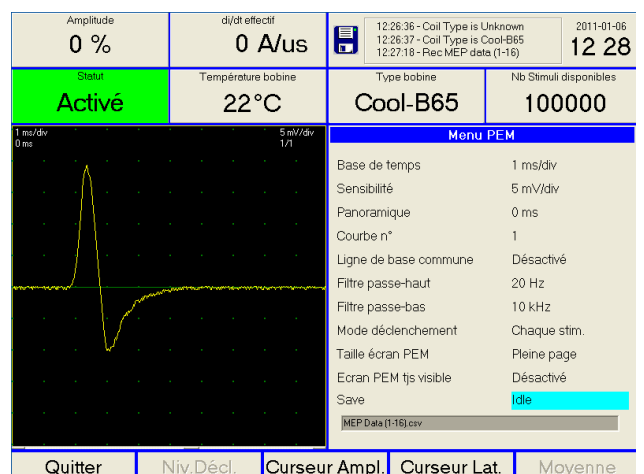 Amplitude
0 %
di/dt effectif
0 A/us
12:26:36 - Coil Type is Unknown
12:26:36 - Coil Type is Cool-B65
12:27:18 - Rec MEP data (1-16)
2011-01-06
12 28
Statut
Activé
Température bobine
22°C
Type bobine
Cool-B65
Nb Stimuli disponibles
100000
1 ms/div
0 ms
5 mV/div
1/1
Menu PEM
Base de temps 1 ms/div
Sensibilité 5 mV/div
Panoramique 0 ms
Courbe n° 1
Ligne de base commune Désactivé
Filtre passe-haut 20 Hz
Filtre passe-bas 10 kHz
Mode déclenchement Chaque stim.
Taille écran PEM Pleine page
Ecran PEM tjs visible Désactivé
Save Idle
MEP Data (1-16).csv
Quitter Niv.Décl. Curseur Ampl. Curseur Lat. Moyenne